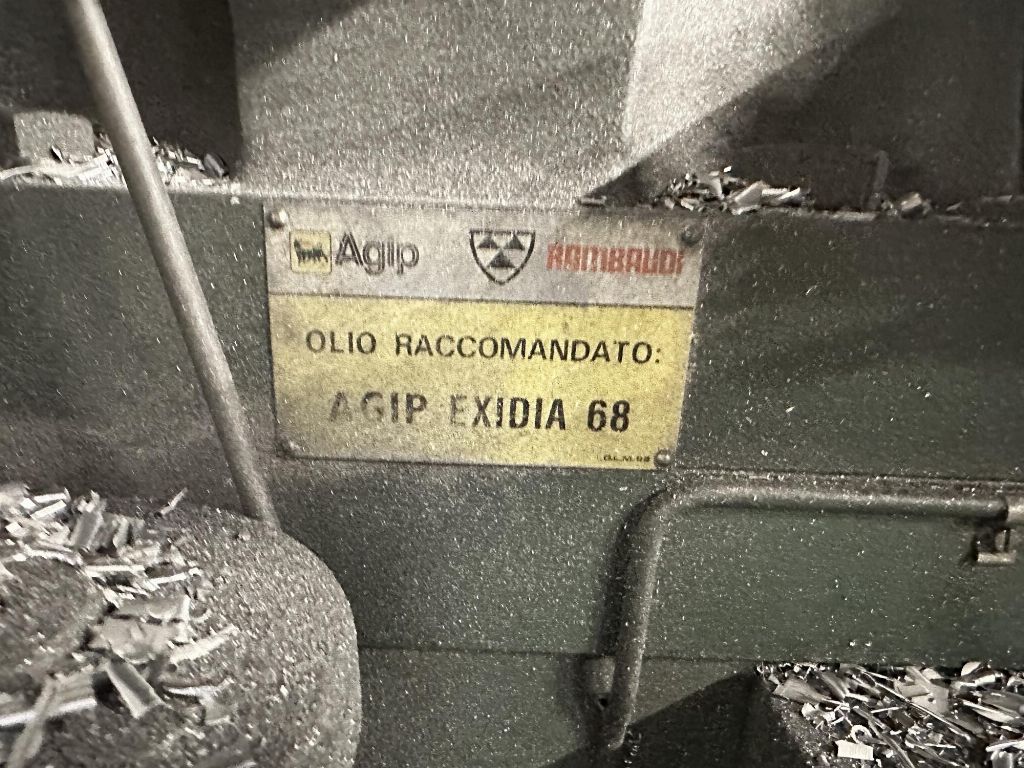 Agip RAMBAUDI
OLIO RACCOMANDATO:
AGIP EXIDIA 68